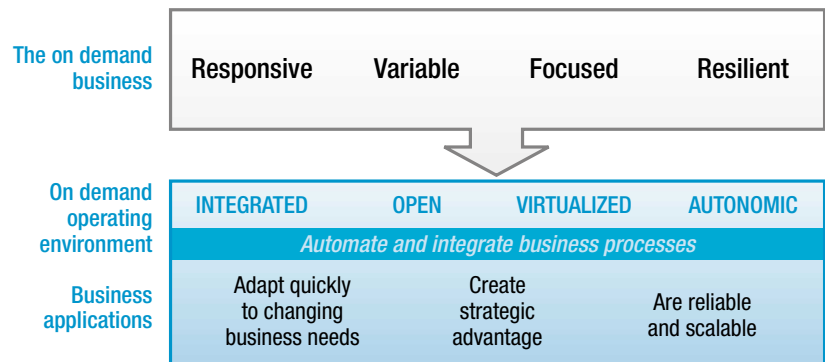 The on demand
business
Responsive Variable Focused Resilient
On demand
operating
environment
INTEGRATED OPEN VIRTUALIZED AUTONOMIC
Automate and integrate business processes
Business
applications
Adapt quickly
to changing
business needs
Create
strategic
advantage
Are reliable
and scalable